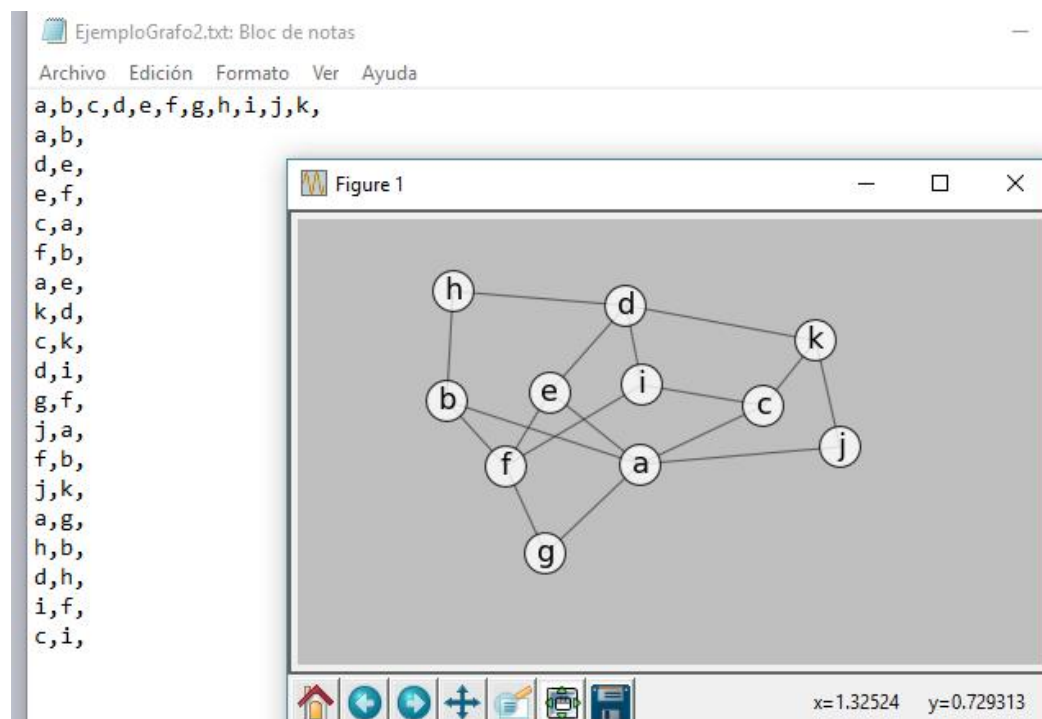 EjemploGrafo2.txt: Bloc de notas
Archivo Edición Formato Ver Ayuda
a,b,c,d,e,f,g,h,i,j,k,
a,b,
d,e,
e,f,
c,a,
f,b,
a,e,
k,d,
c,k,
d,i,
g,f,
j,a,
f,b,
j,k,
a,g,
h,b,
d,h,
i,f,
c,i,
Figure 1
h
d
k
b
e
i
c
j
f
a
g
x=1.32524 y=0.729313